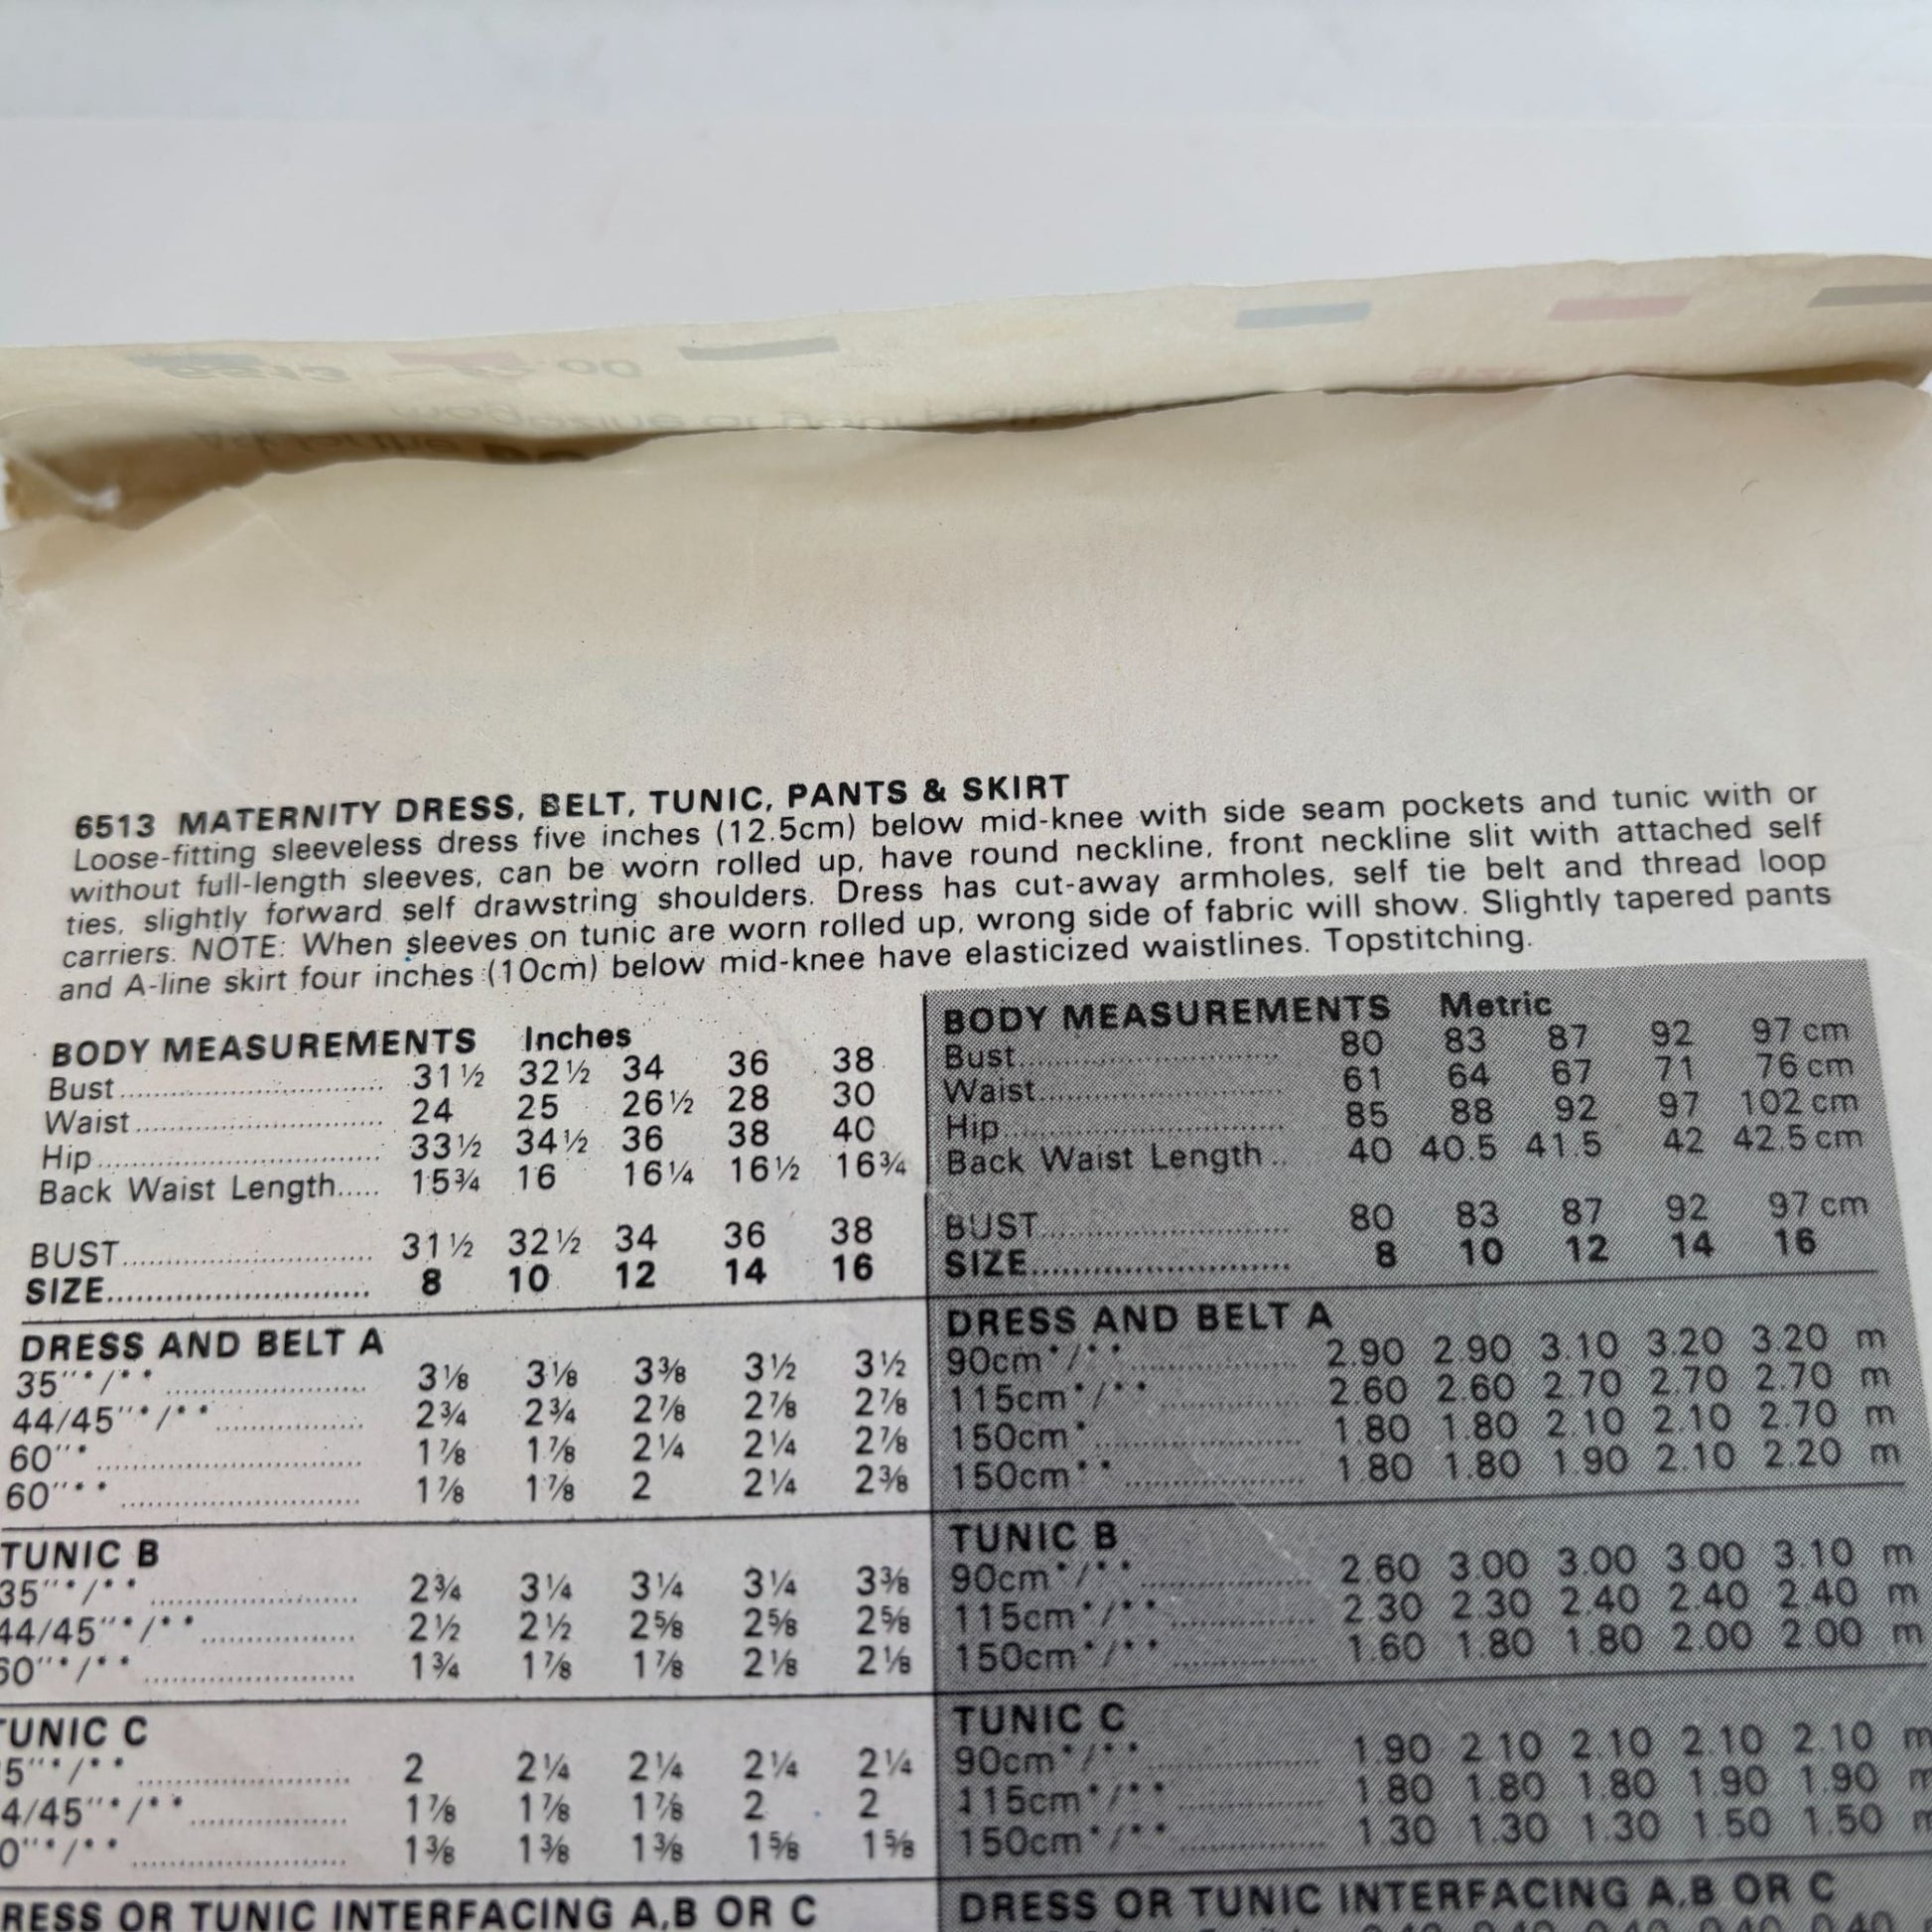 6513 MATERNITY DRESS, BELT, TUNIC, PANTS & SKIRT
Loose-fitting sleeveless dress five inches (12.5cm) below mid-knee with side seam pockets and tunic with or
without full-length sleeves, can be worn rolled up, have round neckline, front neckline slit with attached self
ties, slightly forward self drawstring shoulders. Dress has cut-away armholes, self tie belt and thread loop
carriers. NOTE: When sleeves on tunic are worn rolled up, wrong side of fabric will show. Slightly tapered pants
and A-line skirt four inches (10cm) below mid-knee have elasticized waistlines. Topstitching.
BODY MEASUREMENTS Inches
Bust 31½ 32½ 34 36 38
Waist 24 25 26½ 28 30
Hip 33½ 34½ 36 38 40
Back Waist Length 15¾ 16 16¼ 16½ 16¾
BUST 31½ 32½ 34 36 38
SIZE 8 10 12 14 16
DRESS AND BELT A
35"*/** 3⅛ 3⅛ 3⅜ 3½ 3½
44/45"*/** 2¾ 2¾ 2⅞ 2⅞ 2⅞
60"* 1⅞ 1⅞ 2¼ 2¼ 2⅞
60"** 1⅞ 1⅞ 2 2¼ 2⅜
TUNIC B
35"*/** 2¾ 3¼ 3¼ 3¼ 3⅜
44/45"*/** 2½ 2½ 2⅝ 2⅝ 2⅝
60"*/** 1¾ 1⅞ 1⅞ 2⅛ 2⅛
TUNIC C
5"*/** 2 2¼ 2¼ 2¼ 2¼
4/45"*/** 1⅞ 1⅞ 1⅞ 2 2
0"*/** 1⅜ 1⅜ 1⅜ 1⅝ 1⅝
RESS OR TUNIC INTERFACING A,B OR C
BODY MEASUREMENTS Metric
Bust 80 83 87 92 97 cm
Waist 61 64 67 71 76 cm
Hip 85 88 92 97 102 cm
Back Waist Length 40 40.5 41.5 42 42.5 cm
BUST 80 83 87 92 97 cm
SIZE 8 10 12 14 16
DRESS AND BELT A
90cm*/** 2.90 2.90 3.10 3.20 3.20 m
115cm*/** 2.60 2.60 2.70 2.70 2.70 m
150cm* 1.80 1.80 2.10 2.10 2.70 m
150cm** 1.80 1.80 1.90 2.10 2.20 m
TUNIC B
90cm*/** 2.60 3.00 3.00 3.00 3.10 m
115cm*/** 2.30 2.30 2.40 2.40 2.40 m
150cm*/** 1.60 1.80 1.80 2.00 2.00 m
TUNIC C
90cm*/** 1.90 2.10 2.10 2.10 2.10 m
115cm*/** 1.80 1.80 1.80 1.90 1.90 m
150cm*/** 1.30 1.30 1.30 1.50 1.50 m
DRESS OR TUNIC INTERFACING A,B OR C